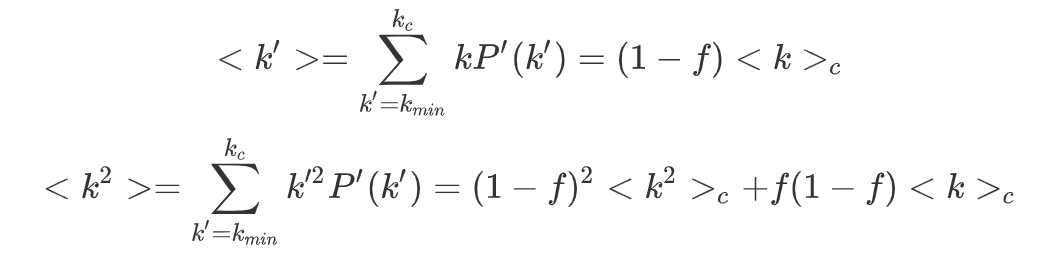 $$< k' >= \sum_{k'=k_{min}}^{k_c} kP'(k') = (1 - f) < k >_c$$
$$< k^2 >= \sum_{k'=k_{min}}^{k_c} k'^2 P'(k') = (1 - f)^2 < k^2 >_c +f(1 - f) < k >_c$$